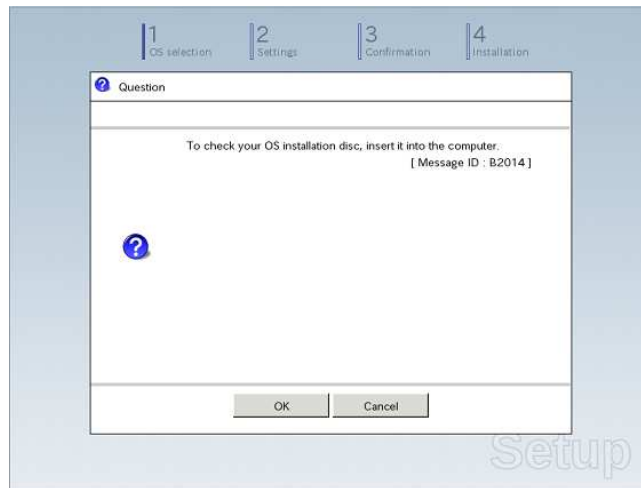 1
OS selection
2
Settings
3
Confirmation
4
Installation
Question
To check your OS installation disc, insert it into the computer.
[ Message ID : B2014 ]
OK
Cancel
Setup